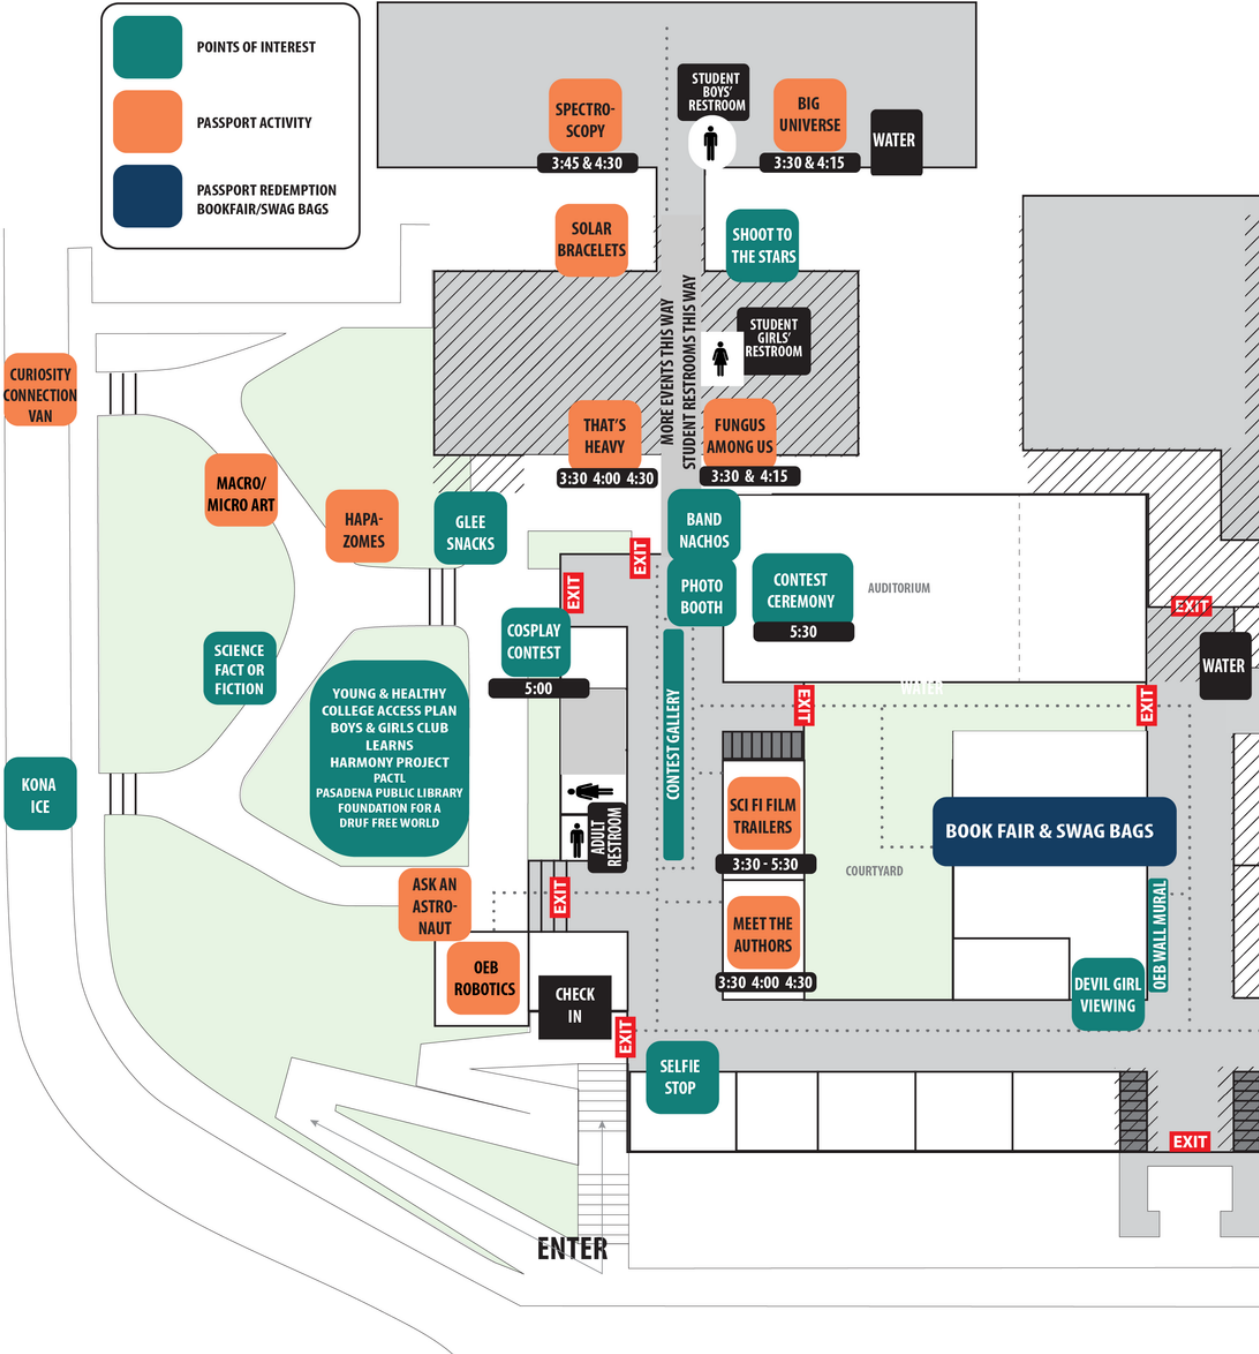 POINTS OF INTEREST
PASSPORT ACTIVITY
PASSPORT REDEMPTION
BOOKFAIR/SWAG BAGS
SPECTRO-
SCOPY
3:45 & 4:30
STUDENT
BOYS'
RESTROOM
BIG
UNIVERSE
3:30 & 4:15
WATER
SOLAR
BRACELETS
SHOOT TO
THE STARS
MORE EVENTS THIS WAY
STUDENT RESTROOMS THIS WAY
STUDENT
GIRLS'
RESTROOM
CURIOSITY
CONNECTION
VAN
THAT'S
HEAVY
3:30 4:00 4:30
FUNGUS
AMONG US
3:30 & 4:15
MACRO/
MICRO ART
HAPA-
ZOMES
GLEE
SNACKS
BAND
NACHOS
EXIT
EXIT
PHOTO
BOOTH
CONTEST
CEREMONY
5:30
AUDITORIUM
EXIT
COSPLAY
CONTEST
5:00
SCIENCE
FACT OR
FICTION
WATER
YOUNG & HEALTHY
COLLEGE ACCESS PLAN
BOYS & GIRLS CLUB
LEARNS
HARMONY PROJECT
PACTL
PASADENA PUBLIC LIBRARY
FOUNDATION FOR A
DRUF FREE WORLD
CONTEST GALLERY
WATER
EXIT
EXIT
KONA
ICE
ADULT
RESTROOM
SCI FI FILM
TRAILERS
3:30 - 5:30
BOOK FAIR & SWAG BAGS
COURTYARD
ASK AN
ASTRO-
NAUT
EXIT
MEET THE
AUTHORS
3:30 4:00 4:30
OEB WALL MURAL
OEB
ROBOTICS
CHECK
IN
DEVIL GIRL
VIEWING
EXIT
SELFIE
STOP
EXIT
ENTER